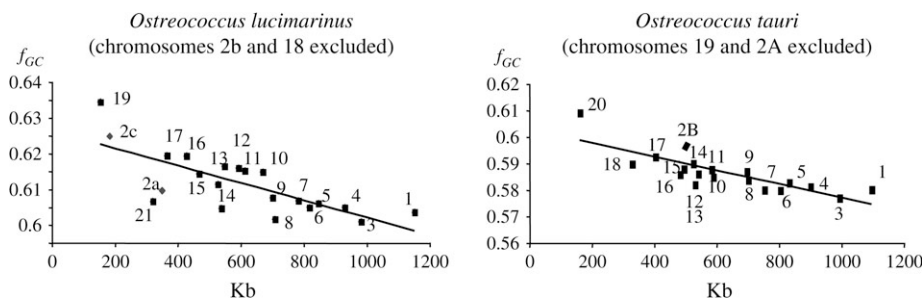 Ostreococcus lucimarinus
(chromosomes 2b and 18 excluded)
f_GC
0.64
0.63
0.62
0.61
0.6
0.59
0 200 400 600 800 1000 1200
Kb
19
2c
17 16
13 12 11 10
15 14
2a
21
9 7 5 4 1
8 6 3
Ostreococcus tauri
(chromosomes 19 and 2A excluded)
f_GC
0.62
0.61
0.6
0.59
0.58
0.57
0.56
0 200 400 600 800 1000 1200
Kb
20
2B
17 14
18 15 11 9
16 10 7 5 4 1
12 6 3
13